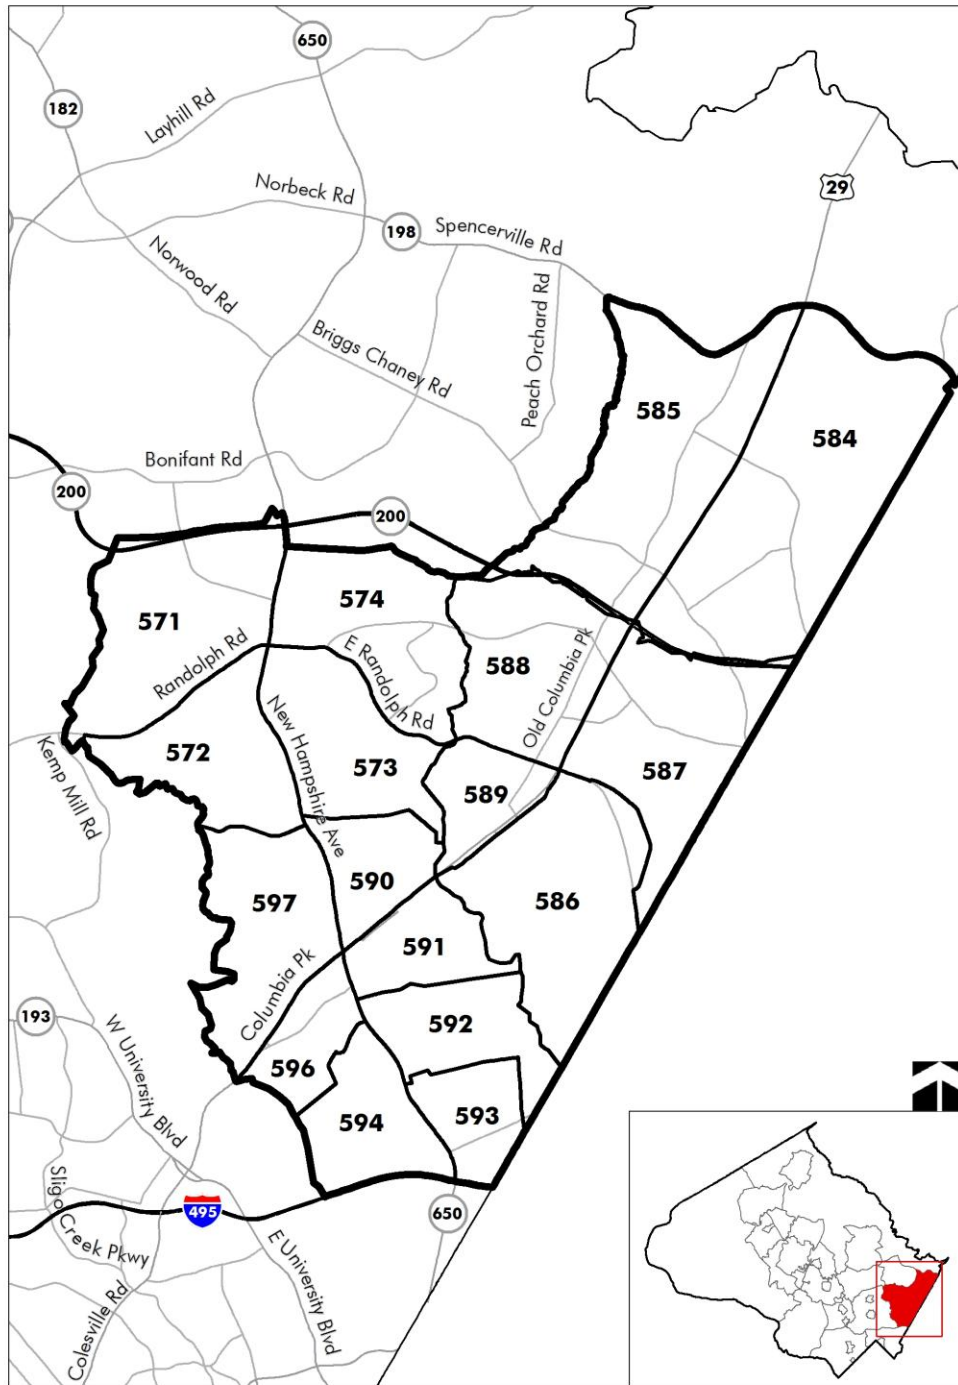 650
182
Layhill Rd
29
Norbeck Rd
198
Spencerville Rd
Norwood Rd
Peach Orchard Rd
Briggs Chaney Rd
585
584
Bonifant Rd
200
200
574
571
E Randolph Rd
Randolph Rd
588
Old Columbia Pk
New Hampshire Ave
572
573
587
Kemp Mill Rd
589
590
597
586
591
Columbia Pk
193
592
W University Blvd
596
593
594
Sligo Creek Pkwy
495
650
E University Blvd
Colesville Rd